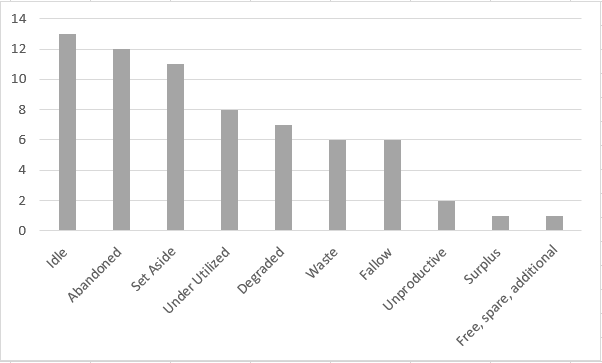 14
12
10
8
6
4
2
0
Idle
Abandoned
Set Aside
Under Utilized
Degraded
Waste
Fallow
Unproductive
Surplus
Free, spare, additional